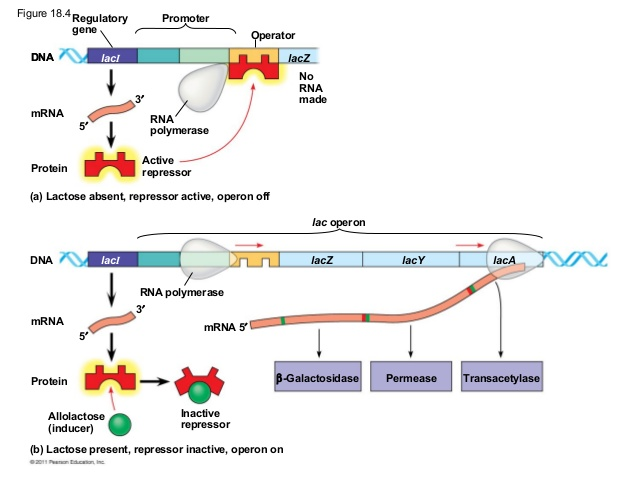 Figure 18.4
Regulatory
gene
Promoter
Operator
DNA
lacI
lacZ
No
RNA
made
mRNA
3′
5′
RNA
polymerase
Protein
Active
repressor
(a) Lactose absent, repressor active, operon off
lac operon
DNA
lacI
lacZ
lacY
lacA
RNA polymerase
mRNA
3′
5′
mRNA 5′
Protein
β-Galactosidase
Permease
Transacetylase
Allolactose
(inducer)
Inactive
repressor
(b) Lactose present, repressor inactive, operon on
© 2011 Pearson Education, Inc.